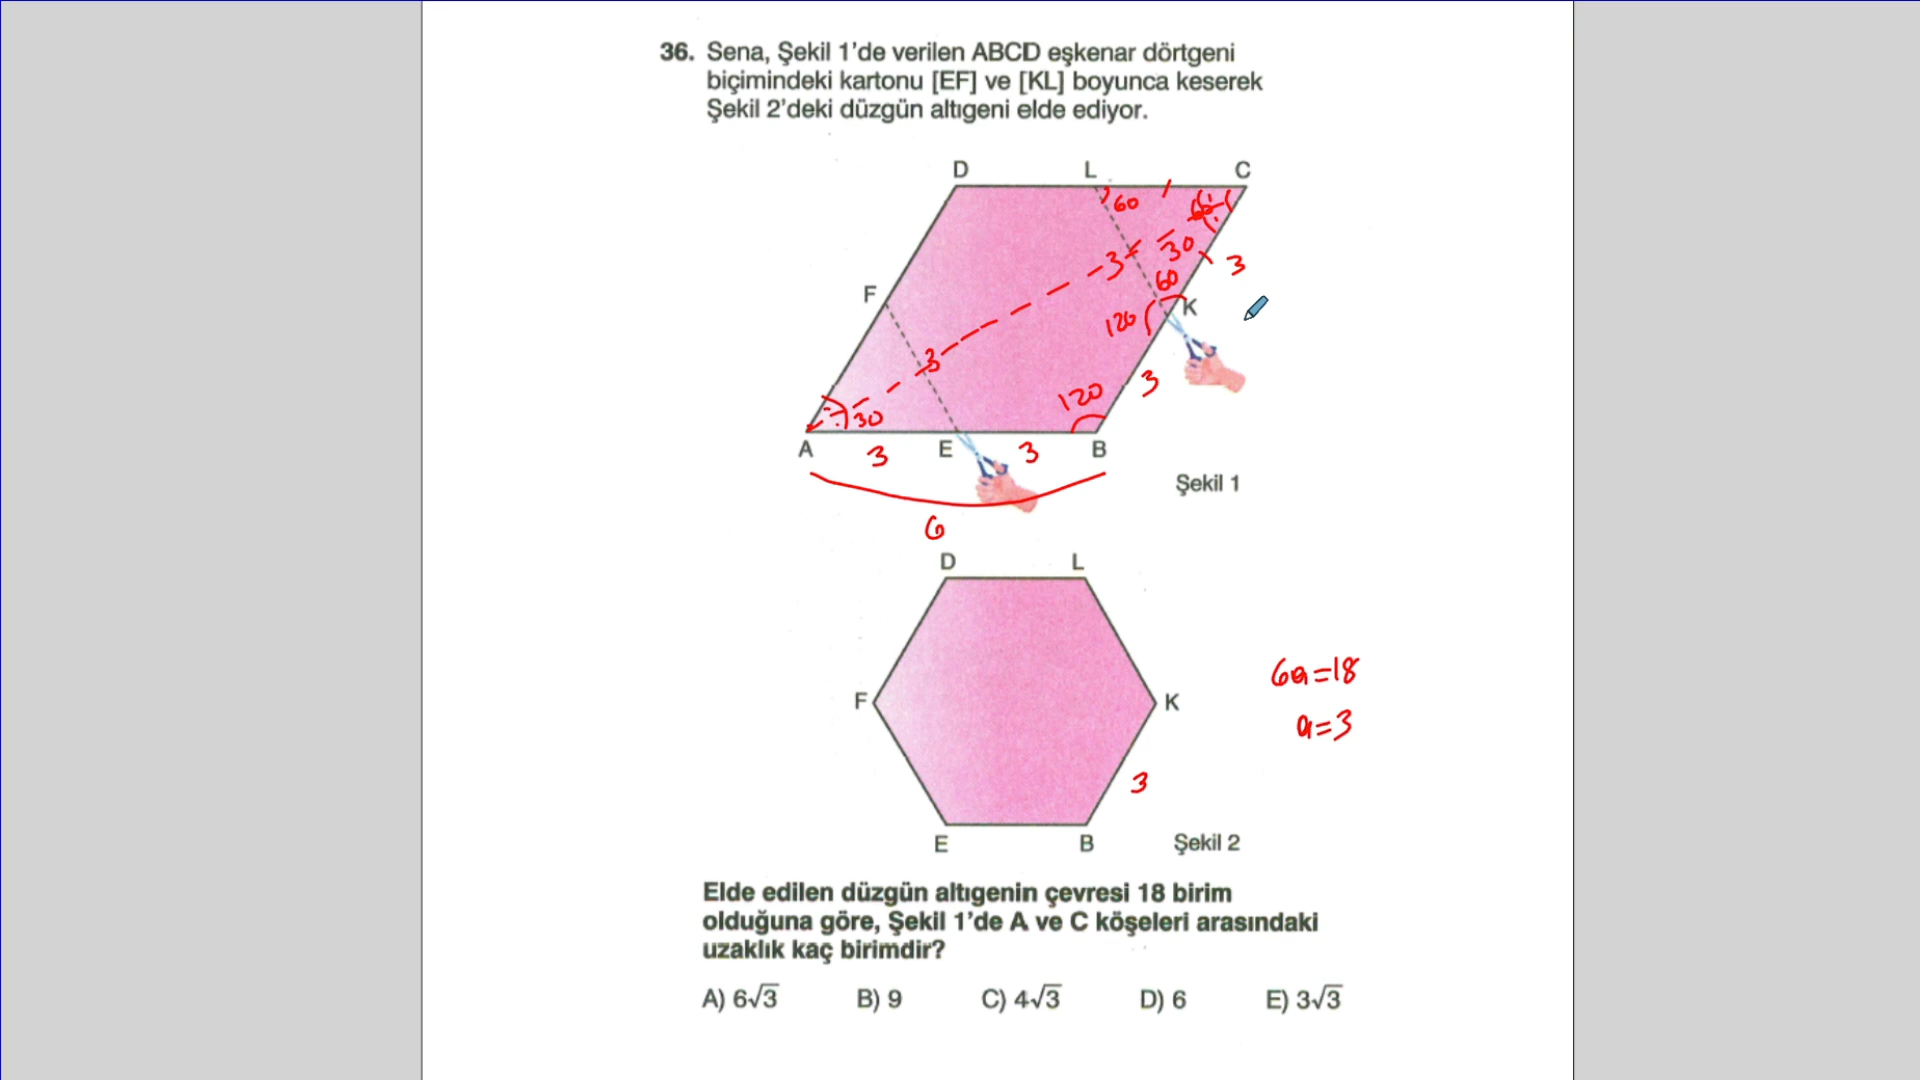 36. Sena, Şekil 1'de verilen ABCD eşkenar dörtgeni
biçimindeki kartonu [EF] ve [KL] boyunca keserek
Şekil 2'deki düzgün altıgeni elde ediyor.
D L C
60
30
3
3
60
F
K
120
3
120
3
30
A E B
3 3
Şekil 1
6
D L
6a=18
F K
a=3
3
E B
Şekil 2
Elde edilen düzgün altıgenin çevresi 18 birim
olduğuna göre, Şekil 1'de A ve C köşeleri arasındaki
uzaklık kaç birimdir?
A) 6√3 B) 9 C) 4√3 D) 6 E) 3√3